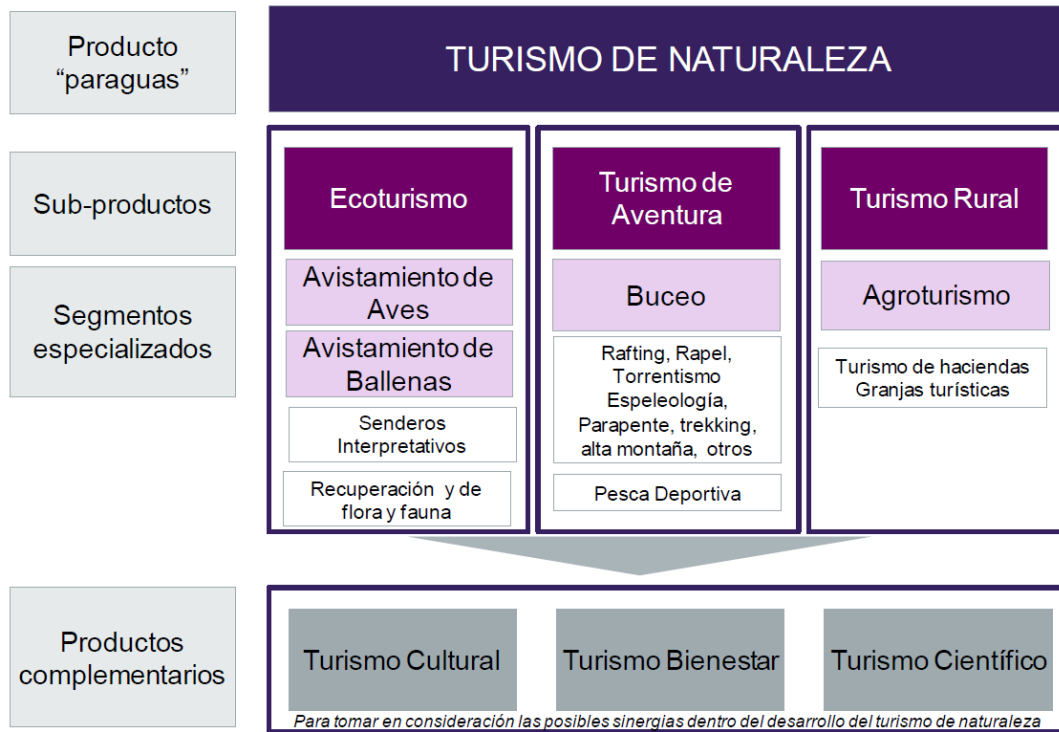 Producto
“paraguas”
TURISMO DE NATURALEZA
Sub-productos
Ecoturismo
Turismo de
Aventura
Turismo Rural
Segmentos
especializados
Avistamiento de
Aves
Avistamiento de
Ballenas
Senderos
Interpretativos
Recuperación y de
flora y fauna
Buceo
Rafting, Rapel,
Torrentismo
Espeleología,
Parapente, trekking,
alta montaña, otros
Pesca Deportiva
Agroturismo
Turismo de haciendas
Granjas turísticas
Productos
complementarios
Turismo Cultural
Turismo Bienestar
Turismo Científico
Para tomar en consideración las posibles sinergias dentro del desarrollo del turismo de naturaleza